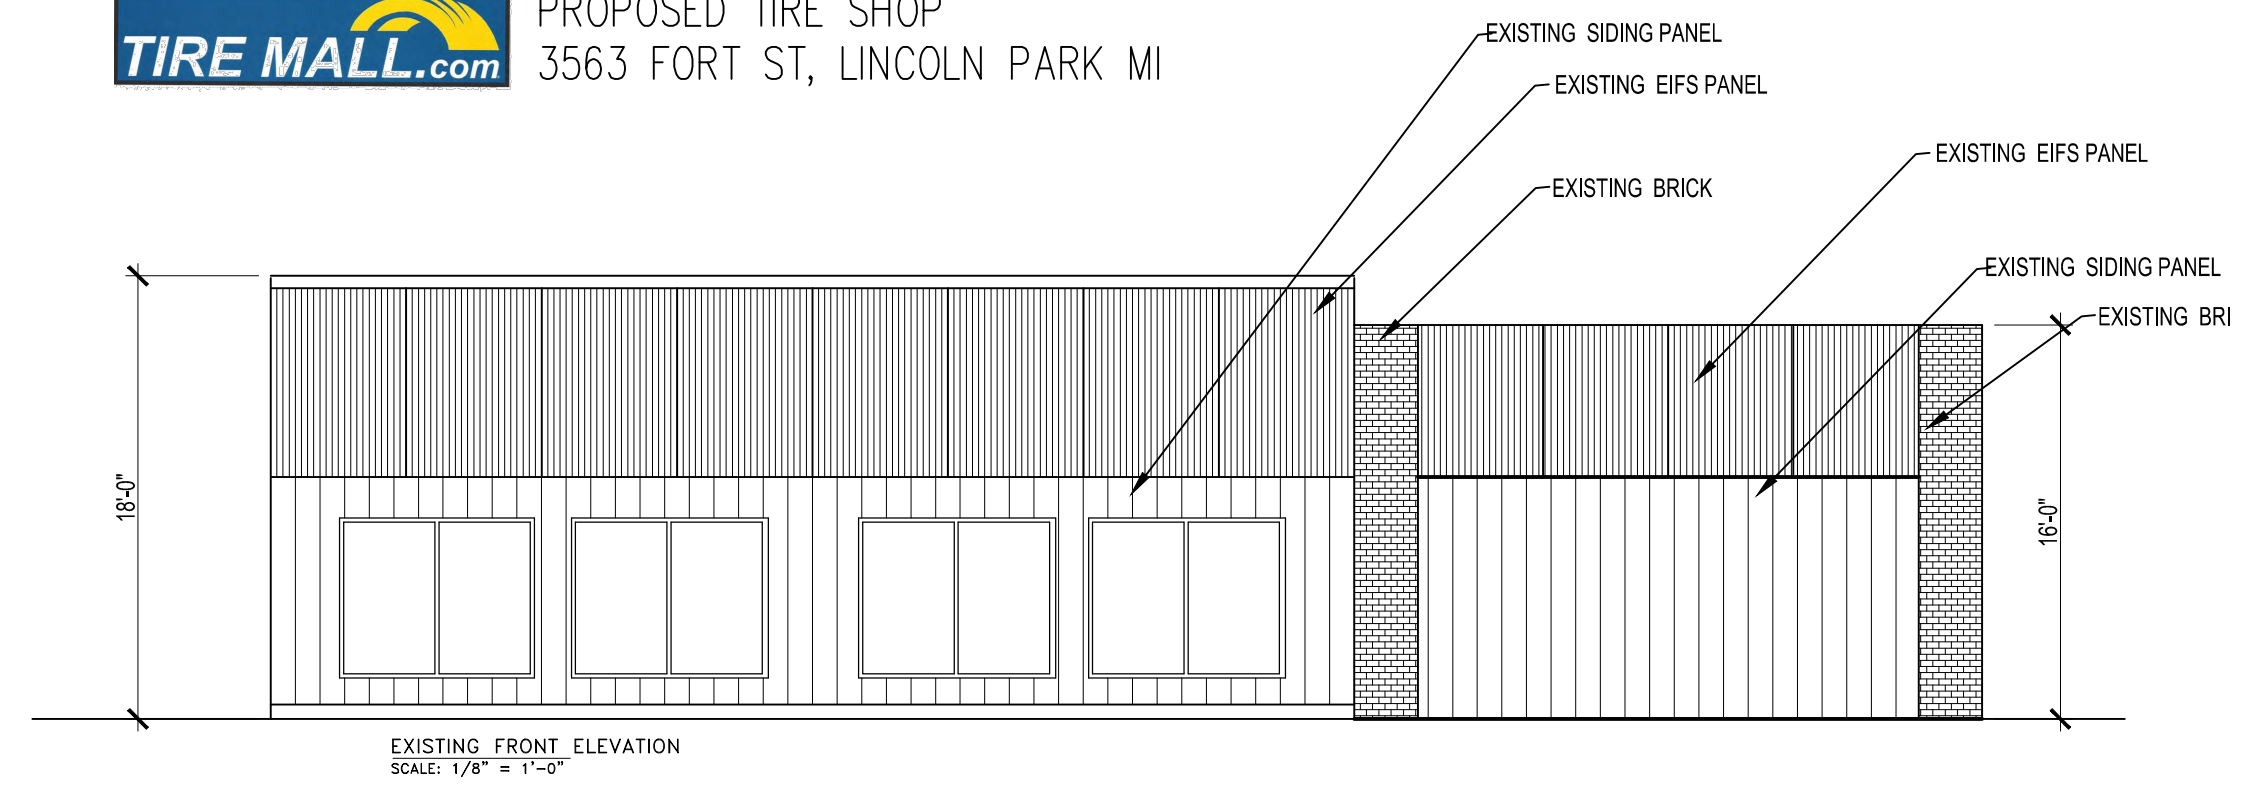 PROPOSED TIRE SHOP
TIRE MALL.com
3563 FORT ST, LINCOLN PARK MI
EXISTING SIDING PANEL
EXISTING EIFS PANEL
EXISTING EIFS PANEL
EXISTING BRICK
EXISTING SIDING PANEL
EXISTING BRI
18'-0"
16'-0"
EXISTING FRONT ELEVATION
SCALE: 1/8" = 1'-0"